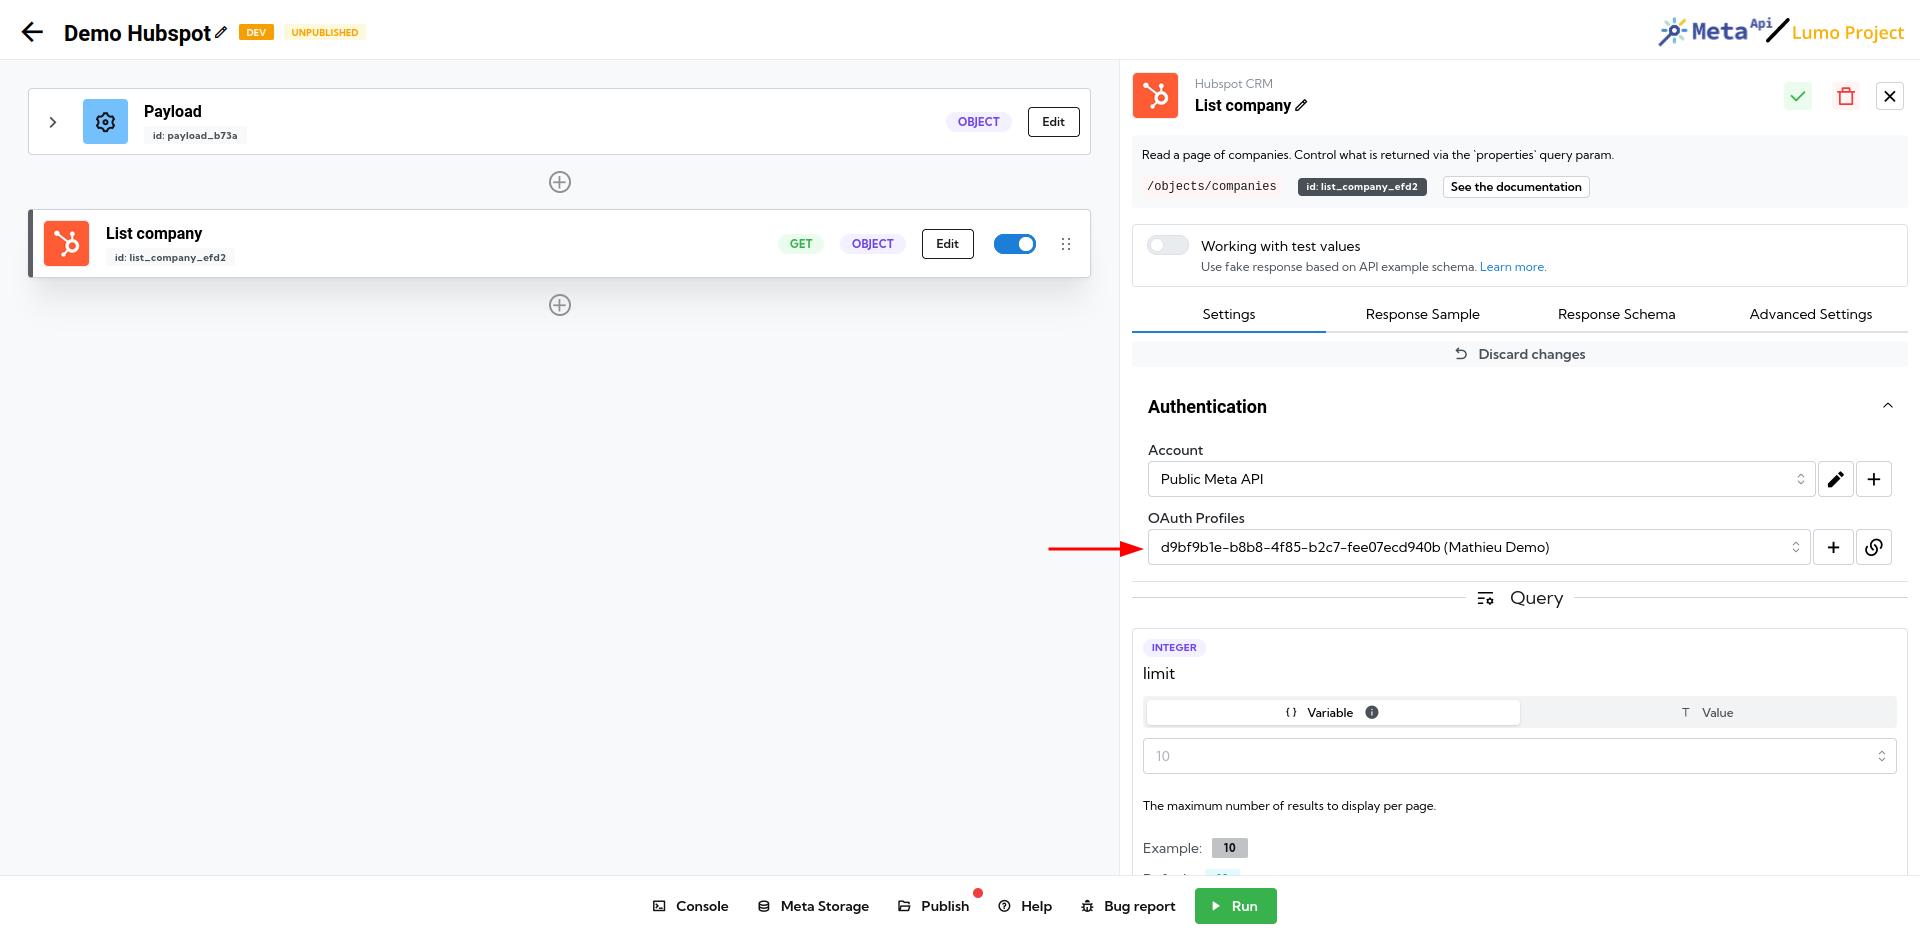 Demo Hubspot
DEV
UNPUBLISHED
Meta Api
Lumo Project
Payload
id: payload_b73a
OBJECT
Edit
List company
id: list_company_efd2
GET
OBJECT
Edit
Hubspot CRM
List company
Read a page of companies. Control what is returned via the `properties` query param.
/objects/companies
id: list_company_efd2
See the documentation
Working with test values
Use fake response based on API example schema. Learn more.
Settings
Response Sample
Response Schema
Advanced Settings
Discard changes
Authentication
Account
Public Meta API
OAuth Profiles
d9bf9b1e-b8b8-4f85-b2c7-fee07ecd940b (Mathieu Demo)
Query
INTEGER
limit
{} Variable
T Value
10
The maximum number of results to display per page.
Example: 10
Console
Meta Storage
Publish
Help
Bug report
Run